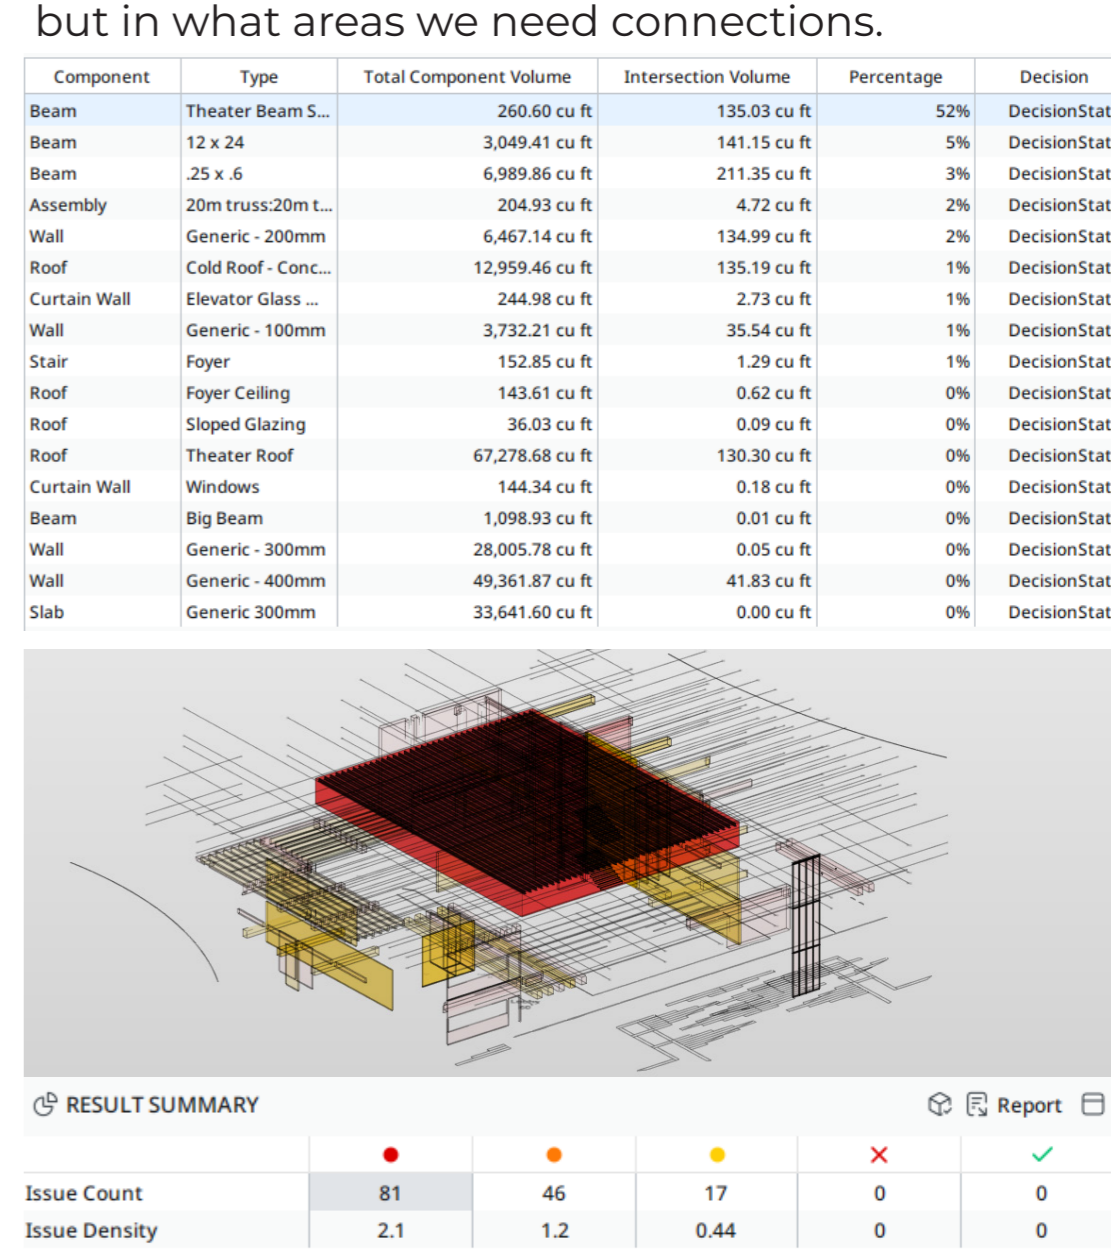 but in what areas we need connections.
Component Type Total Component Volume Intersection Volume Percentage Decision
Beam Theater Beam S... 260.60 cu ft 135.03 cu ft 52% DecisionStat
Beam 12 x 24 3,049.41 cu ft 141.15 cu ft 5% DecisionStat
Beam .25 x .6 6,989.86 cu ft 211.35 cu ft 3% DecisionStat
Assembly 20m truss:20m t... 204.93 cu ft 4.72 cu ft 2% DecisionStat
Wall Generic - 200mm 6,467.14 cu ft 134.99 cu ft 2% DecisionStat
Roof Cold Roof - Conc... 12,959.46 cu ft 135.19 cu ft 1% DecisionStat
Curtain Wall Elevator Glass ... 244.98 cu ft 2.73 cu ft 1% DecisionStat
Wall Generic - 100mm 3,732.21 cu ft 35.54 cu ft 1% DecisionStat
Stair Foyer 152.85 cu ft 1.29 cu ft 1% DecisionStat
Roof Foyer Ceiling 143.61 cu ft 0.62 cu ft 0% DecisionStat
Roof Sloped Glazing 36.03 cu ft 0.09 cu ft 0% DecisionStat
Roof Theater Roof 67,278.68 cu ft 130.30 cu ft 0% DecisionStat
Curtain Wall Windows 144.34 cu ft 0.18 cu ft 0% DecisionStat
Beam Big Beam 1,098.93 cu ft 0.01 cu ft 0% DecisionStat
Wall Generic - 300mm 28,005.78 cu ft 0.05 cu ft 0% DecisionStat
Wall Generic - 400mm 49,361.87 cu ft 41.83 cu ft 0% DecisionStat
Slab Generic 300mm 33,641.60 cu ft 0.00 cu ft 0% DecisionStat
RESULT SUMMARY Report
Issue Count 81 46 17 0 0
Issue Density 2.1 1.2 0.44 0 0